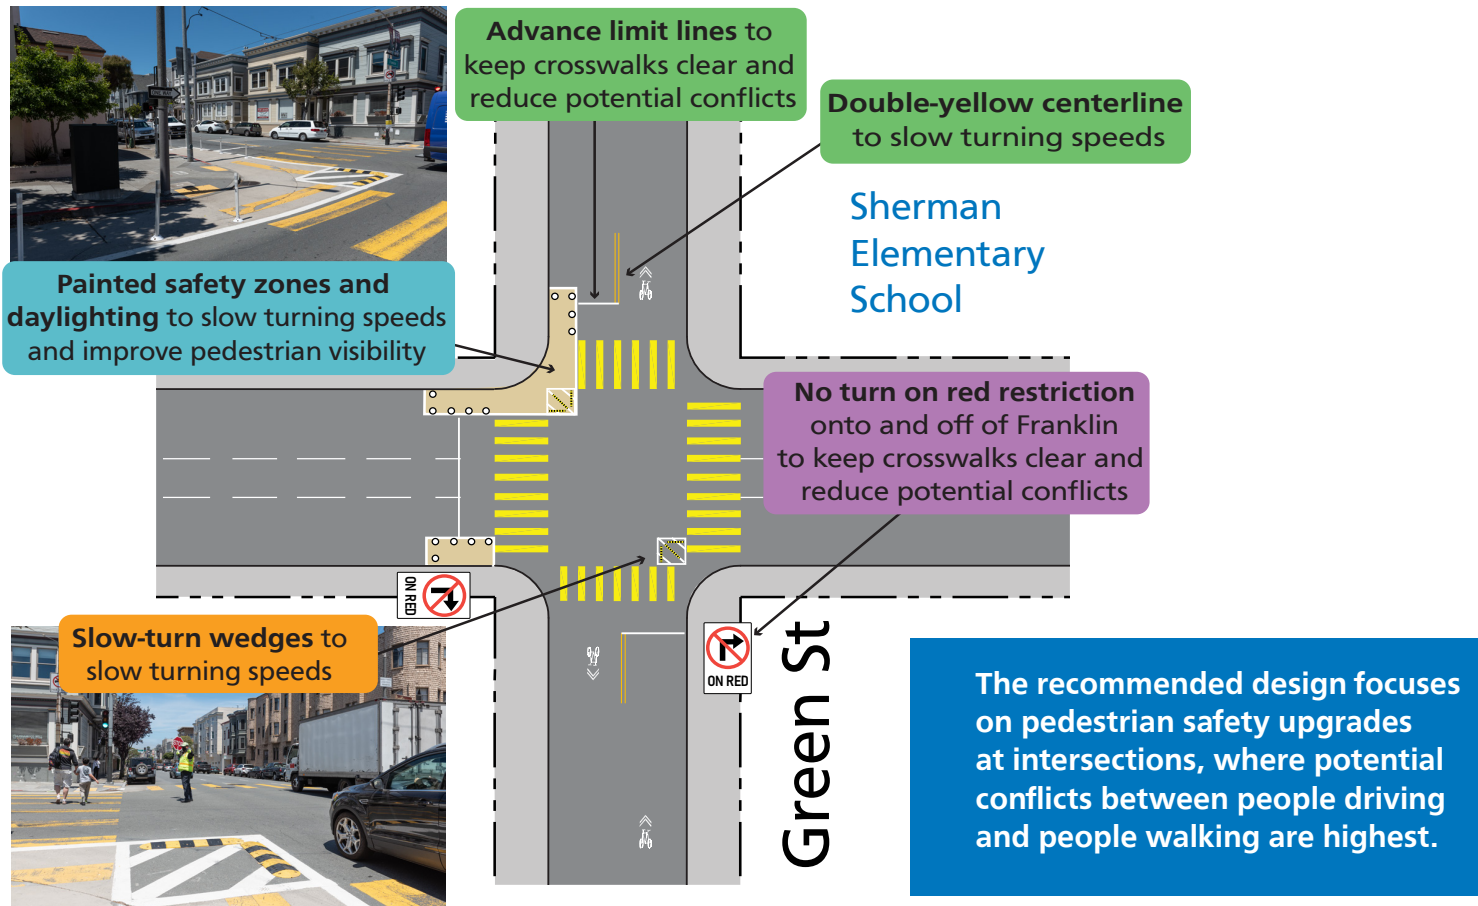 Advance limit lines to
keep crosswalks clear and
reduce potential conflicts
Double-yellow centerline
to slow turning speeds
Sherman
Elementary
School
Painted safety zones and
daylighting to slow turning speeds
and improve pedestrian visibility
No turn on red restriction
onto and off of Franklin
to keep crosswalks clear and
reduce potential conflicts
ON RED
Slow-turn wedges to
slow turning speeds
ON RED
Green St
The recommended design focuses
on pedestrian safety upgrades
at intersections, where potential
conflicts between people driving
and people walking are highest.